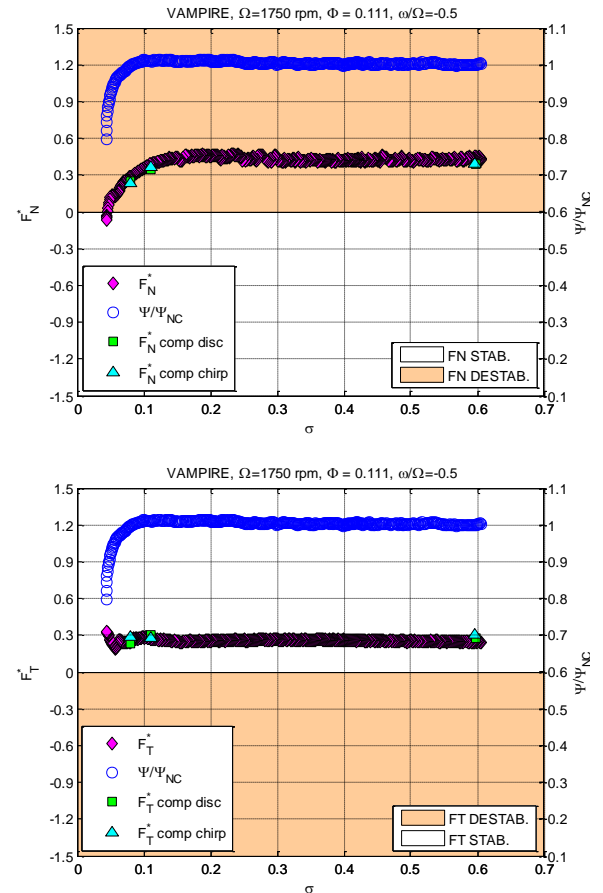 VAMPIRE, Ω=1750 rpm, Φ = 0.111, ω/Ω=-0.5
1.5
1.2
0.9
0.6
0.3
0
-0.3
-0.6
-0.9
-1.2
-1.5
F*N
1.1
1
0.9
0.8
0.7
0.6
0.5
0.4
0.3
0.2
0.1
Ψ/ΨNC
F*N
Ψ/ΨNC
F*N comp disc
F*N comp chirp
FN STAB.
FN DESTAB.
0 0.1 0.2 0.3 0.4 0.5 0.6 0.7
σ
VAMPIRE, Ω=1750 rpm, Φ = 0.111, ω/Ω=-0.5
1.5
1.2
0.9
0.6
0.3
0
-0.3
-0.6
-0.9
-1.2
-1.5
F*T
1.1
1
0.9
0.8
0.7
0.6
0.5
0.4
0.3
0.2
0.1
Ψ/ΨNC
F*T
Ψ/ΨNC
F*T comp disc
F*T comp chirp
FT DESTAB.
FT STAB.
0 0.1 0.2 0.3 0.4 0.5 0.6 0.7
σ